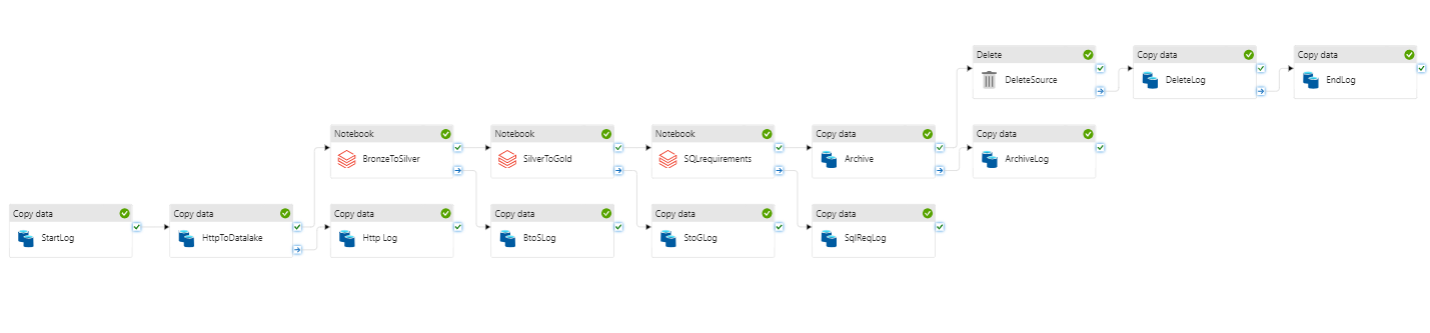 Delete
DeleteSource
Copy data
DeleteLog
Copy data
EndLog
Notebook
BronzeToSilver
Notebook
SilverToGold
Notebook
SQLrequirements
Copy data
Archive
Copy data
ArchiveLog
Copy data
StartLog
Copy data
HttpToDatalake
Copy data
Http Log
Copy data
BtoSLog
Copy data
StoGLog
Copy data
SqlReqLog